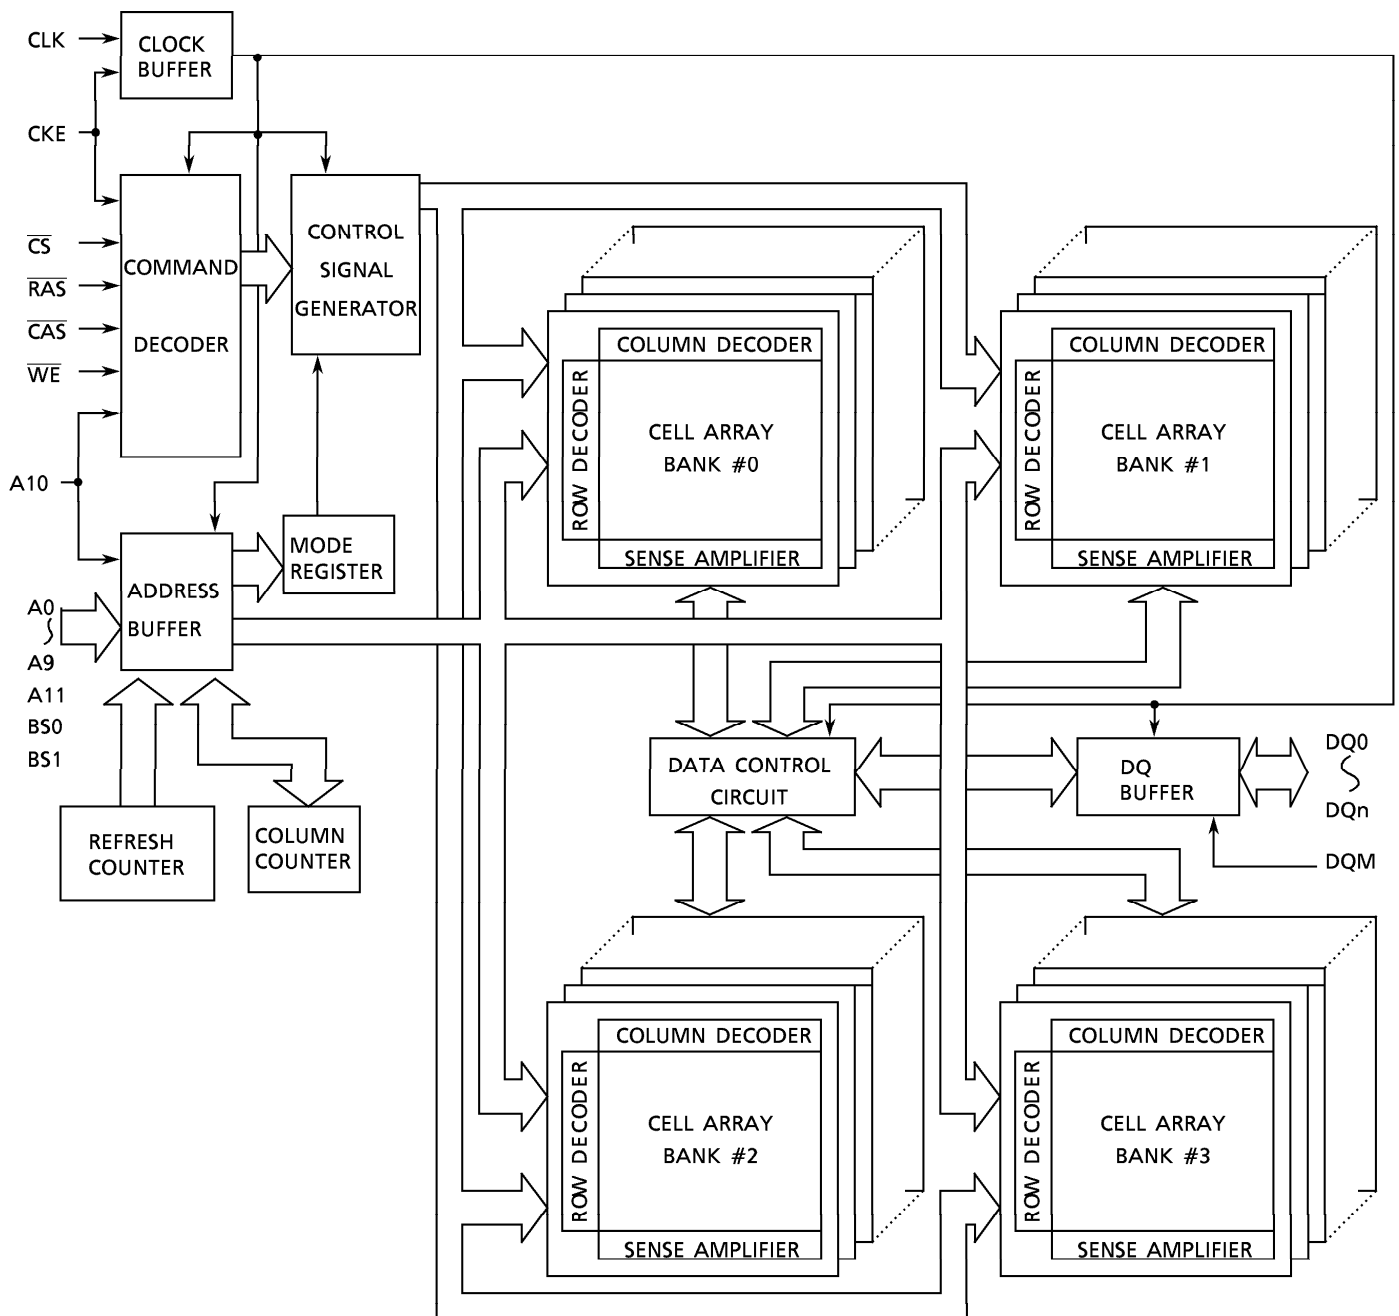 CLK
CLOCK
BUFFER
CKE
CS
RAS
CAS
WE
COMMAND
DECODER
CONTROL
SIGNAL
GENERATOR
A10
A0
A9
A11
BS0
BS1
ADDRESS
BUFFER
MODE
REGISTER
REFRESH
COUNTER
COLUMN
COUNTER
COLUMN DECODER
ROW DECODER
CELL ARRAY
BANK #0
SENSE AMPLIFIER
COLUMN DECODER
ROW DECODER
CELL ARRAY
BANK #1
SENSE AMPLIFIER
DATA CONTROL
CIRCUIT
DQ
BUFFER
DQ0
DQn
DQM
COLUMN DECODER
ROW DECODER
CELL ARRAY
BANK #2
SENSE AMPLIFIER
COLUMN DECODER
ROW DECODER
CELL ARRAY
BANK #3
SENSE AMPLIFIER